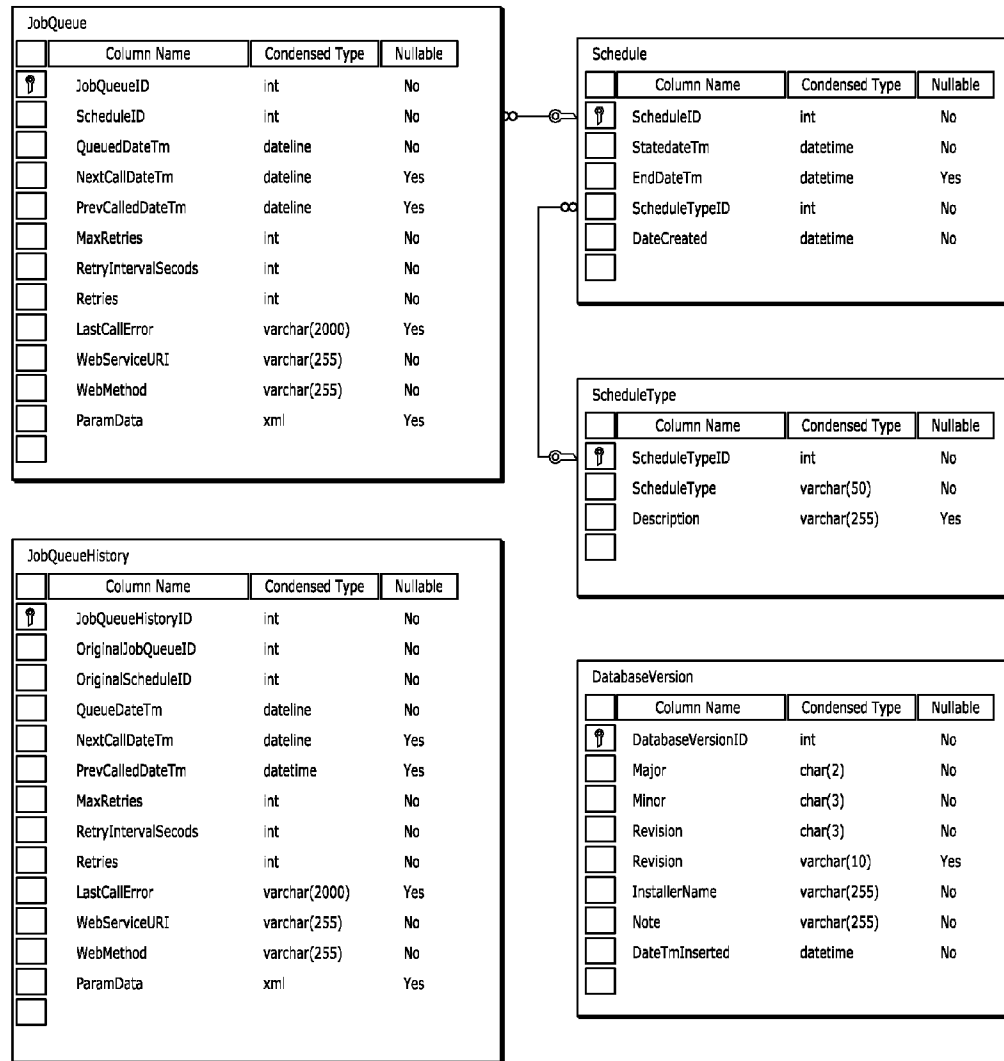 JobQueue
Column Name Condensed Type Nullable
JobQueueID int No
ScheduleID int No
QueuedDateTm dateline No
NextCallDateTm dateline Yes
PrevCalledDateTm dateline Yes
MaxRetries int No
RetryIntervalSecods int No
Retries int No
LastCallError varchar(2000) Yes
WebServiceURI varchar(255) No
WebMethod varchar(255) No
ParamData xml Yes
Schedule
Column Name Condensed Type Nullable
ScheduleID int No
StatedateTm datetime No
EndDateTm datetime Yes
ScheduleTypeID int No
DateCreated datetime No
ScheduleType
Column Name Condensed Type Nullable
ScheduleTypeID int No
ScheduleType varchar(50) No
Description varchar(255) Yes
JobQueueHistory
Column Name Condensed Type Nullable
JobQueueHistoryID int No
OriginalJobQueueID int No
OriginalScheduleID int No
QueueDateTm dateline No
NextCallDateTm dateline Yes
PrevCalledDateTm datetime Yes
MaxRetries int No
RetryIntervalSecods int No
Retries int No
LastCallError varchar(2000) Yes
WebServiceURI varchar(255) No
WebMethod varchar(255) No
ParamData xml Yes
DatabaseVersion
Column Name Condensed Type Nullable
DatabaseVersionID int No
Major char(2) No
Minor char(3) No
Revision char(3) No
Revision varchar(10) Yes
InstallerName varchar(255) No
Note varchar(255) No
DateTmInserted datetime No